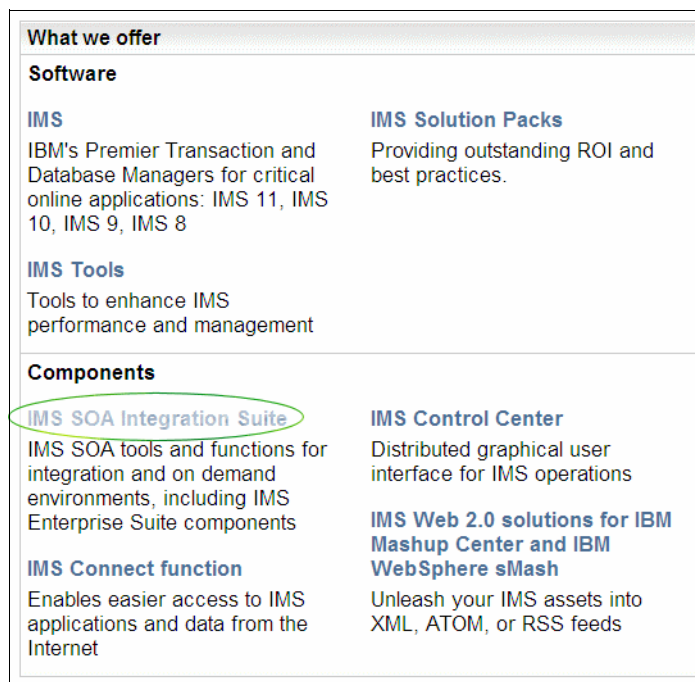 What we offer
Software
IMS
IBM's Premier Transaction and
Database Managers for critical
online applications: IMS 11, IMS
10, IMS 9, IMS 8
IMS Solution Packs
Providing outstanding ROI and
best practices.
IMS Tools
Tools to enhance IMS
performance and management
Components
IMS SOA Integration Suite
IMS SOA tools and functions for
integration and on demand
environments, including IMS
Enterprise Suite components
IMS Control Center
Distributed graphical user
interface for IMS operations
IMS Connect function
Enables easier access to IMS
applications and data from the
Internet
IMS Web 2.0 solutions for IBM
Mashup Center and IBM
WebSphere sMash
Unleash your IMS assets into
XML, ATOM, or RSS feeds